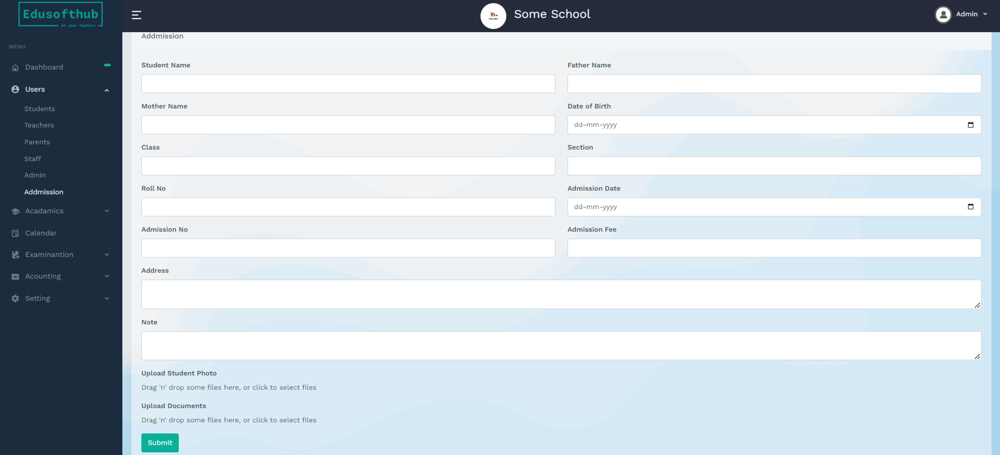 Edusofthub
At your Comfort
Some School
Admin
MENU
Dashboard
Users
Students
Teachers
Parents
Staff
Admin
Addmission
Acadamics
Calendar
Examinantion
Acounting
Setting
Addmission
Student Name
Father Name
Mother Name
Date of Birth
dd-mm-yyyy
Class
Section
Roll No
Admission Date
dd-mm-yyyy
Admission No
Admission Fee
Address
Note
Upload Student Photo
Drag 'n' drop some files here, or click to select files
Upload Documents
Drag 'n' drop some files here, or click to select files
Submit